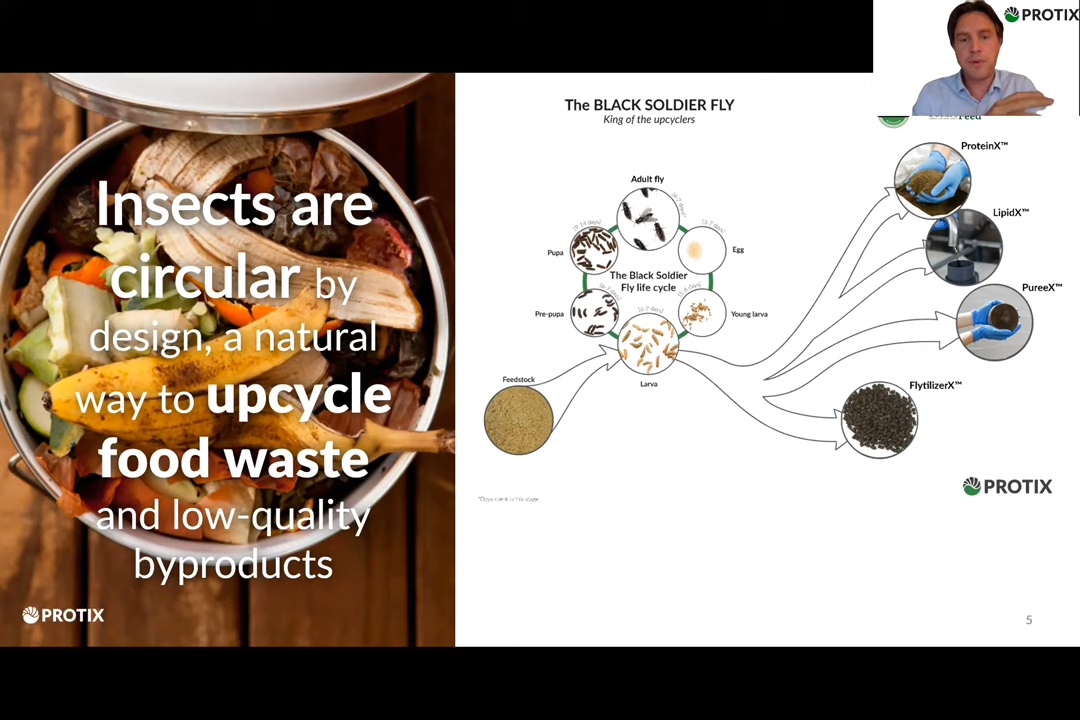 Insects are
circular by
design, a natural
way to upcycle
food waste
and low-quality
byproducts
PROTIX
The BLACK SOLDIER FLY
King of the upcyclers
Adult fly
Egg
Young larva
Larva
Pre-pupa
Pupa
The Black Soldier
Fly life cycle
Feedstock
ProteinX™
LipidX™
PureeX™
FlytilizerX™
PROTIX
5
PROTIX